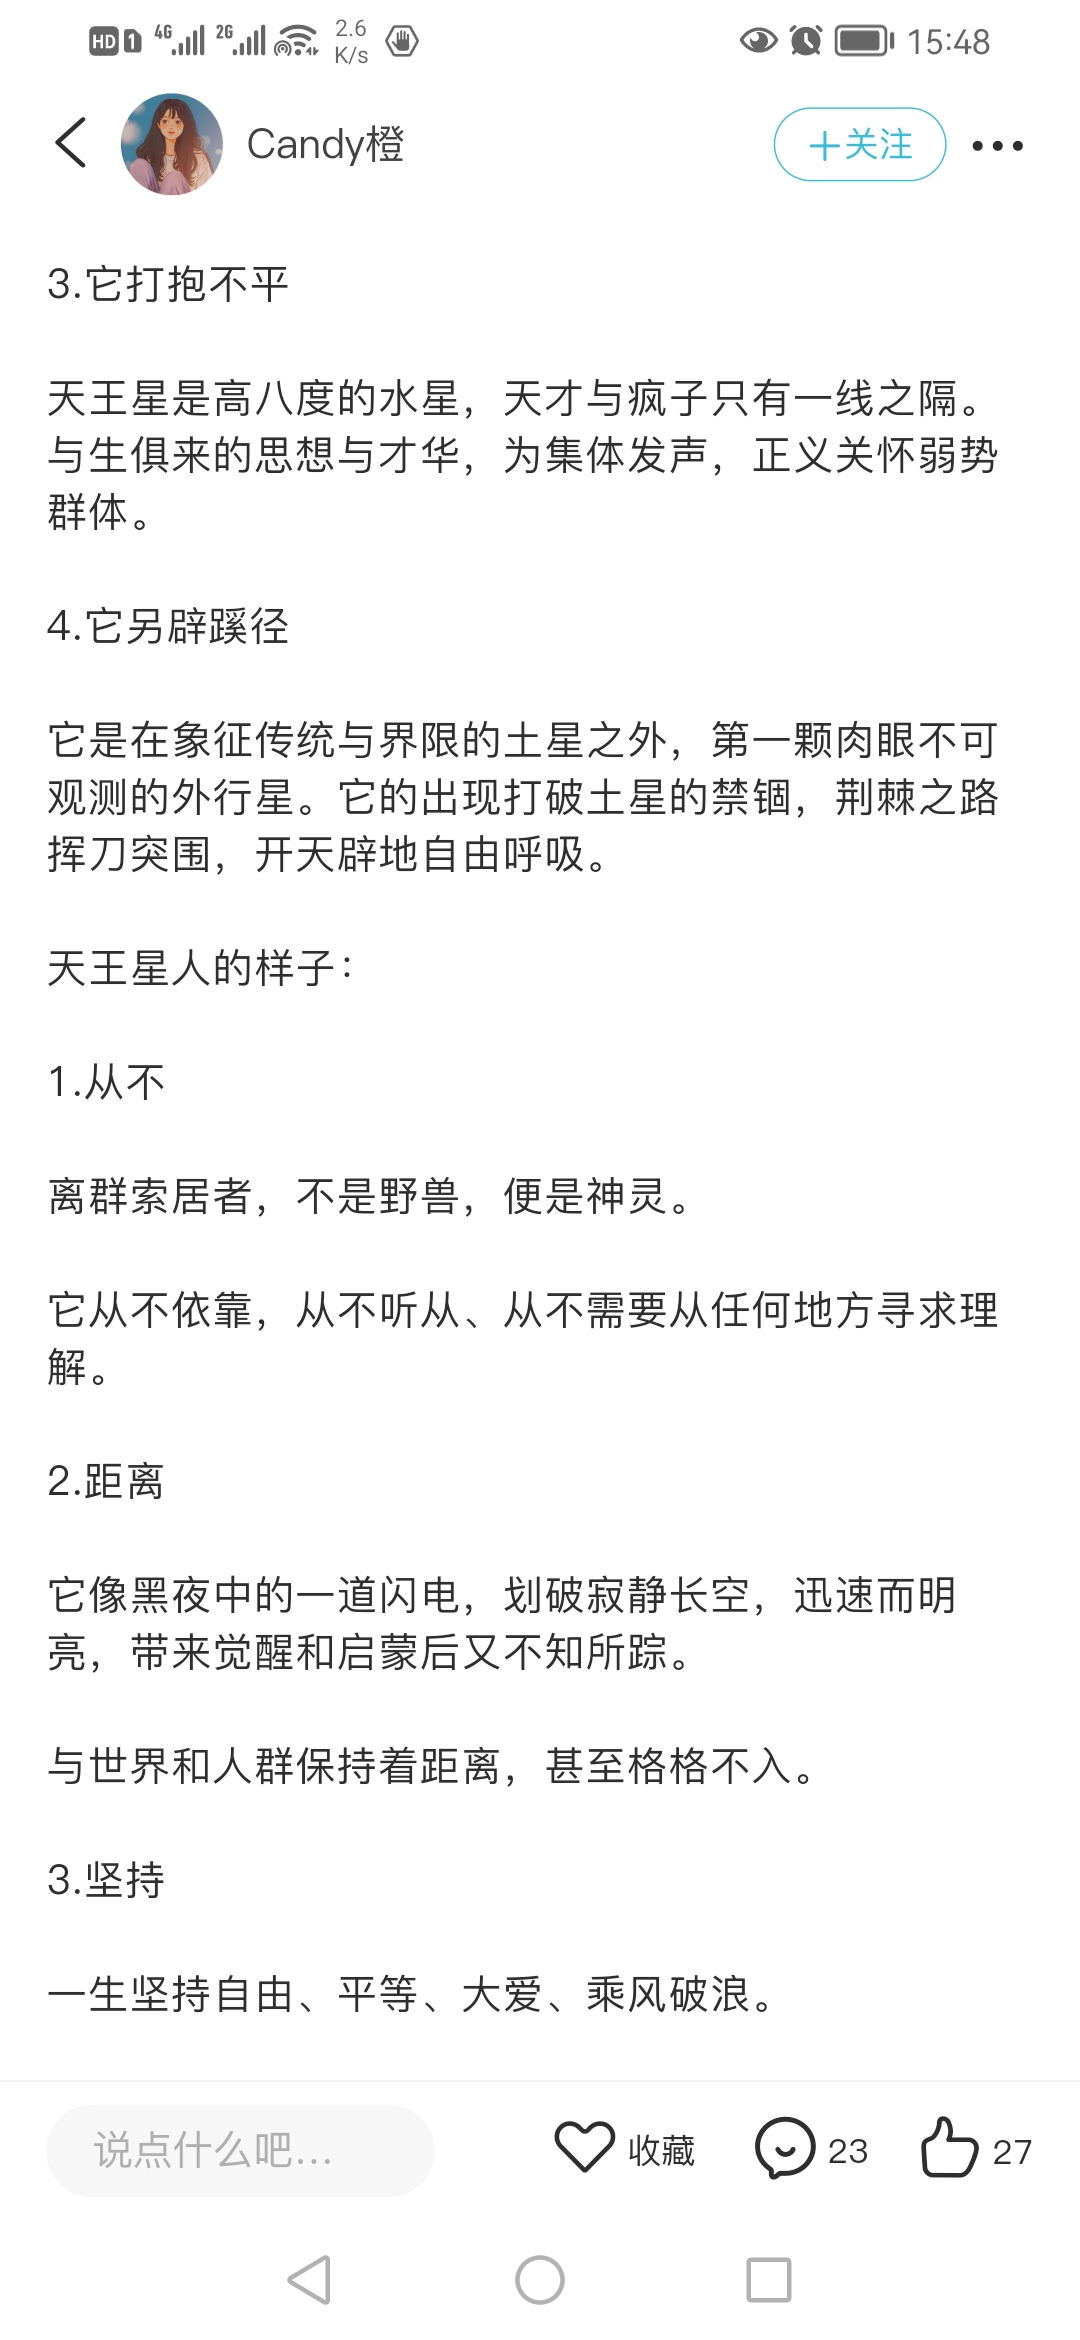 HD 1 4G 2G 2.6 K/s 15:48
Candy橙 +关注
3.它打抱不平
天王星是高八度的水星，天才与疯子只有一线之隔。
与生俱来的思想与才华，为集体发声，正义关怀弱势
群体。
4.它另辟蹊径
它是在象征传统与界限的土星之外，第一颗肉眼不可
观测的外行星。它的出现打破土星的禁锢，荆棘之路
挥刀突围，开天辟地自由呼吸。
天王星人的样子：
1.从不
离群索居者，不是野兽，便是神灵。
它从不依靠，从不听从、从不需要从任何地方寻求理
解。
2.距离
它像黑夜中的一道闪电，划破寂静长空，迅速而明
亮，带来觉醒和启蒙后又不知所踪。
与世界和人群保持着距离，甚至格格不入。
3.坚持
一生坚持自由、平等、大爱、乘风破浪。
说点什么吧... 收藏 23 27